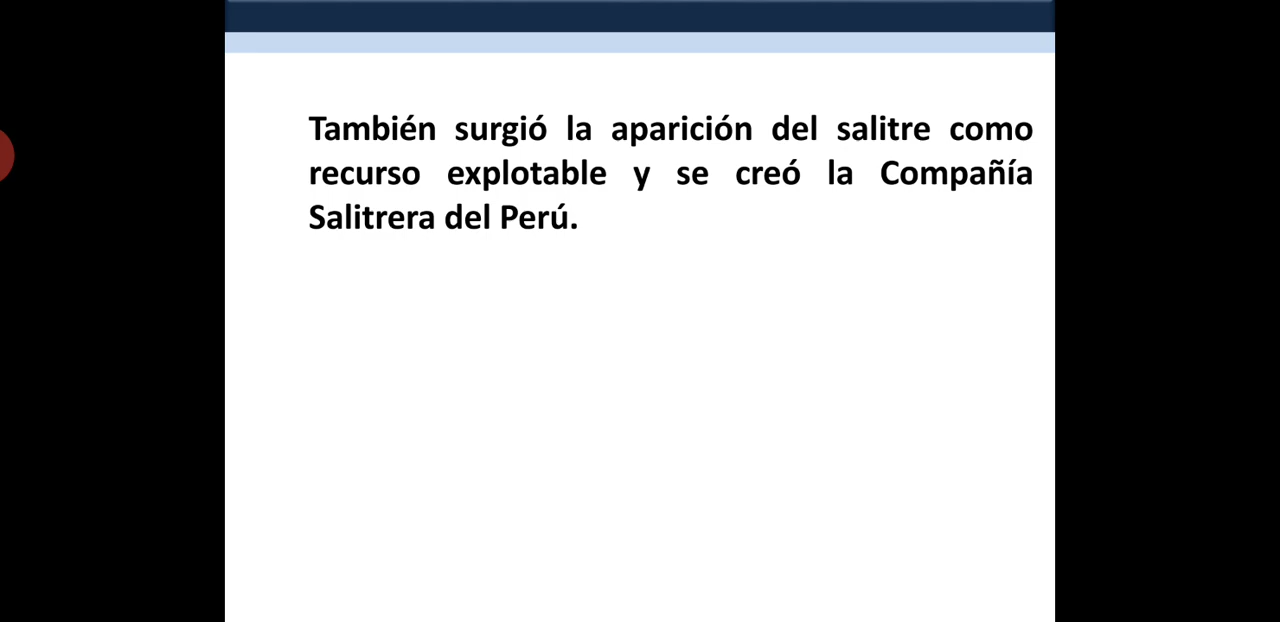 También surgió la aparición del salitre como
recurso explotable y se creó la Compañía
Salitrera del Perú.